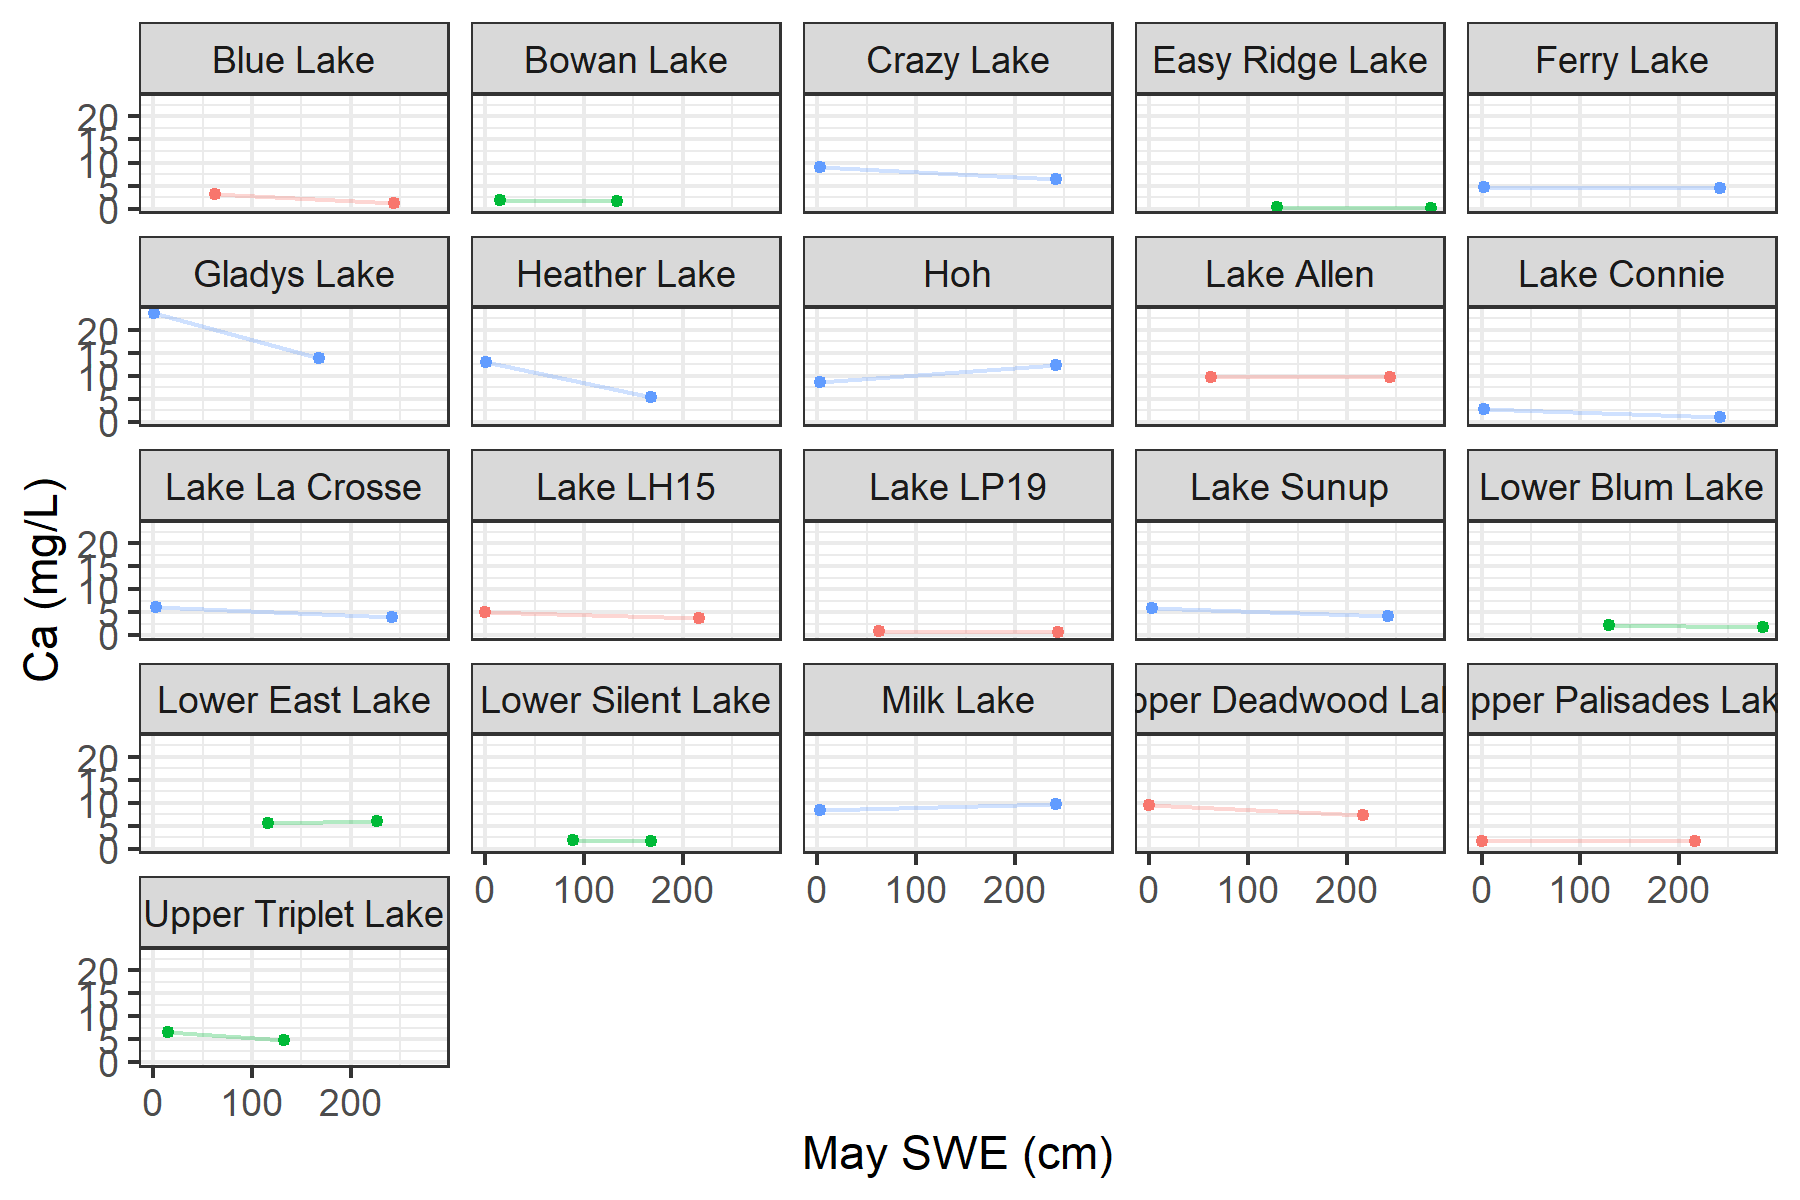 Blue Lake Bowan Lake Crazy Lake Easy Ridge Lake Ferry Lake
20
15
10
5
0
Gladys Lake Heather Lake Hoh Lake Allen Lake Connie
20
15
10
5
0
Lake La Crosse Lake LH15 Lake LP19 Lake Sunup Lower Blum Lake
20
15
10
5
0
Ca (mg/L)
Lower East Lake Lower Silent Lake Milk Lake pper Deadwood Lak pper Palisades Lak
20
15
10
5
0
0 100 200 0 100 200 0 100 200 0 100 200
Upper Triplet Lake
20
15
10
5
0
0 100 200
May SWE (cm)